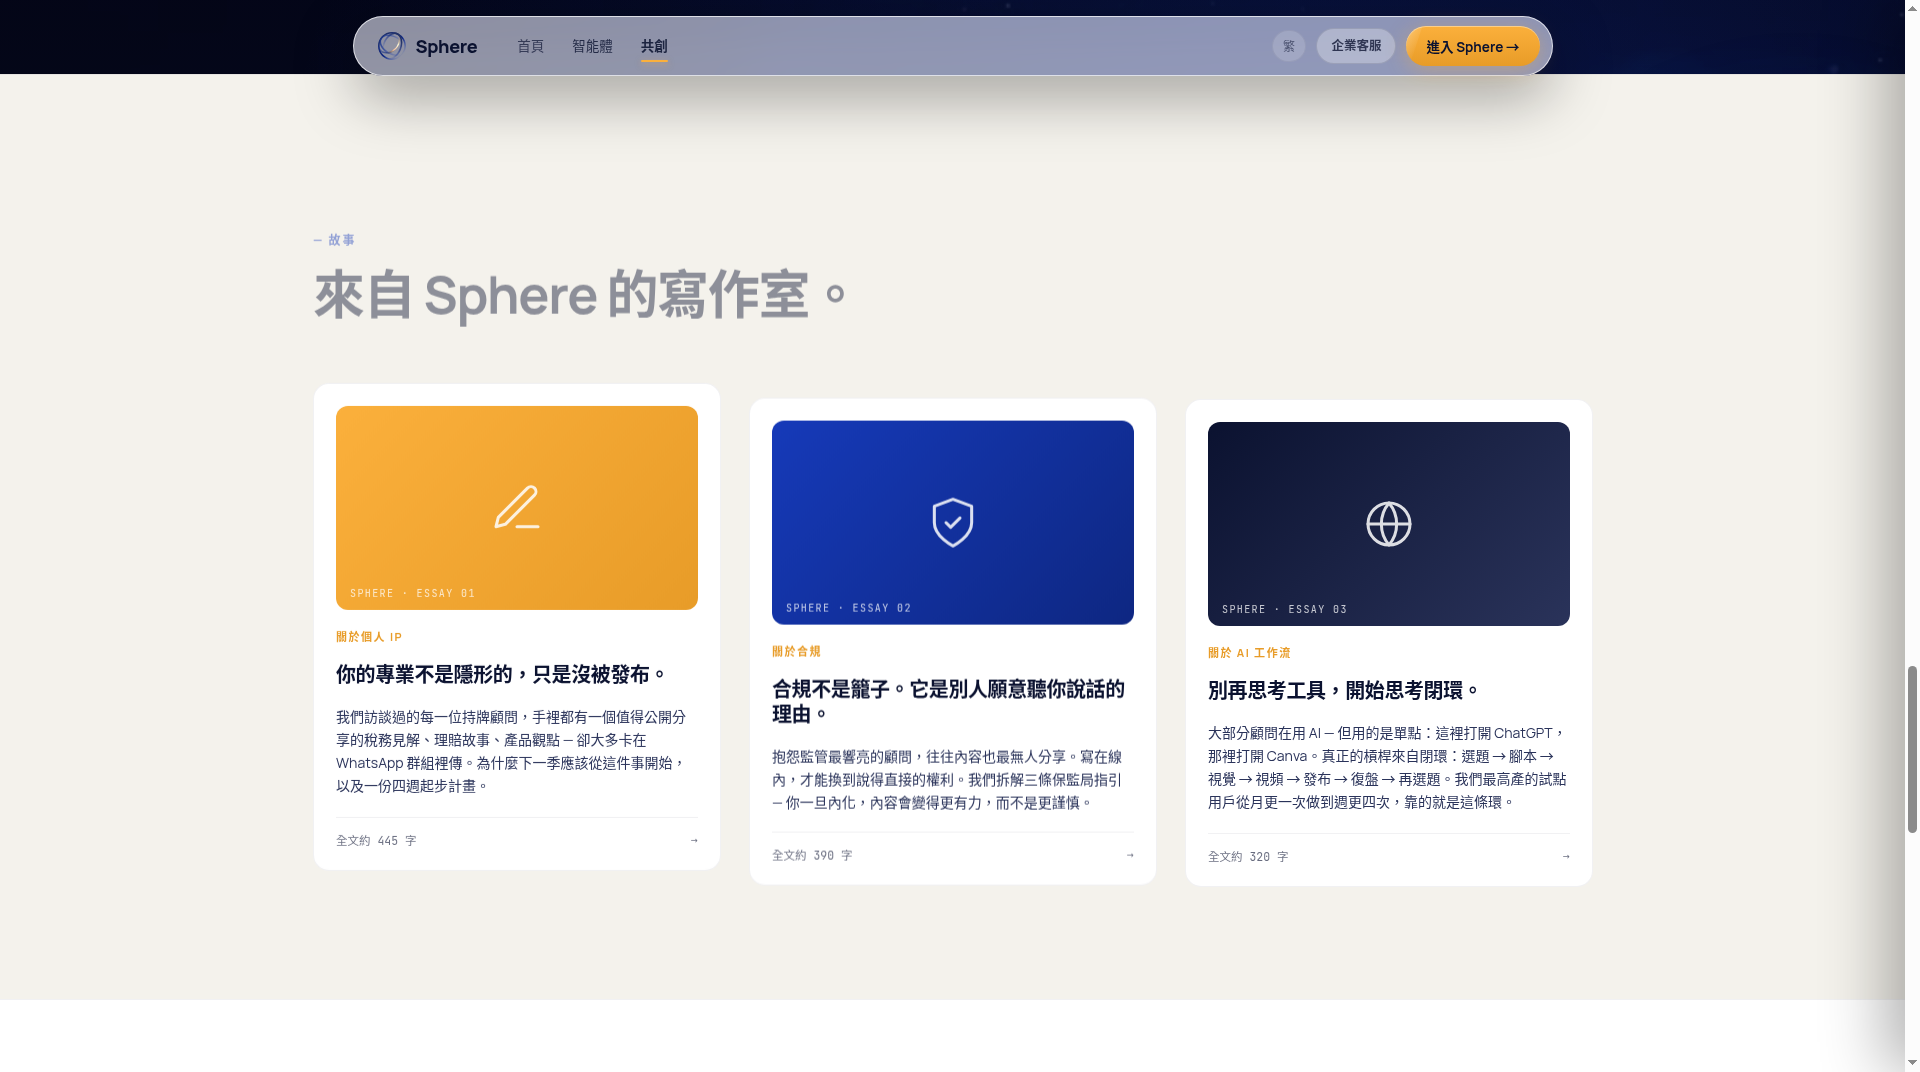 Sphere
首頁
智能體
共創
繁
企業客服
進入 Sphere →
— 故事
來自 Sphere 的寫作室。
SPHERE · ESSAY 01
關於個人 IP
你的專業不是隱形的，只是沒被發布。
我們訪談過的每一位持牌顧問，手裡都有一個值得公開分
享的稅務見解、理賠故事、產品觀點 — 卻大多卡在
WhatsApp 群組裡傳。為什麼下一季應該從這件事開始，
以及一份四週起步計畫。
全文約 445 字
→
SPHERE · ESSAY 02
關於合規
合規不是籠子。它是別人願意聽你說話的
理由。
抱怨監管最響亮的顧問，往往內容也最無人分享。寫在線
內，才能換到說得直接的權利。我們拆解三條保監局指引
— 你一旦內化，內容會變得更有力，而不是更謹慎。
全文約 390 字
→
SPHERE · ESSAY 03
關於 AI 工作流
別再思考工具，開始思考閉環。
大部分顧問在用 AI — 但用的是單點：這裡打開 ChatGPT，
那裡打開 Canva。真正的槓桿來自閉環：選題 → 腳本 →
視覺 → 視頻 → 發布 → 復盤 → 再選題。我們最高產的試點
用戶從月更一次做到週更四次，靠的就是這條環。
全文約 320 字
→